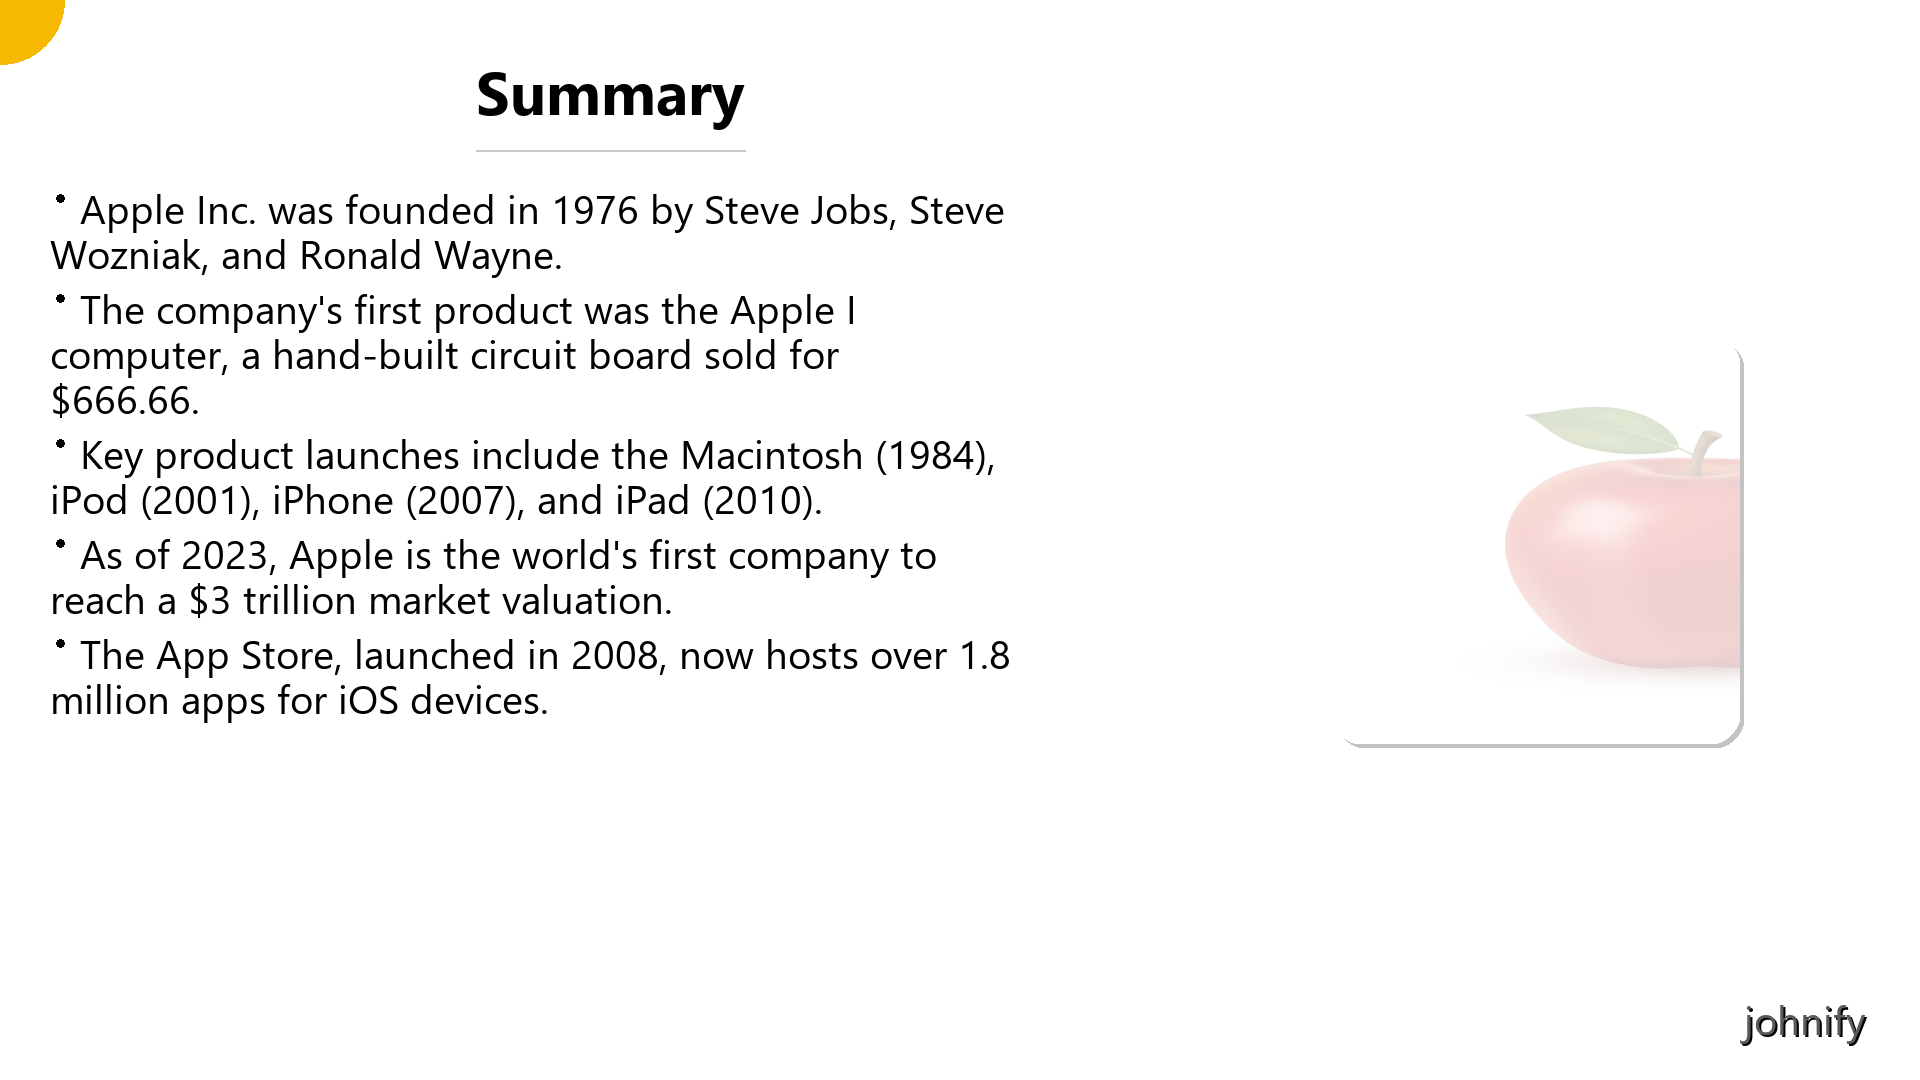 Summary
• Apple Inc. was founded in 1976 by Steve Jobs, Steve
Wozniak, and Ronald Wayne.
• The company's first product was the Apple I
computer, a hand-built circuit board sold for
$666.66.
• Key product launches include the Macintosh (1984),
iPod (2001), iPhone (2007), and iPad (2010).
• As of 2023, Apple is the world's first company to
reach a $3 trillion market valuation.
• The App Store, launched in 2008, now hosts over 1.8
million apps for iOS devices.
johnify